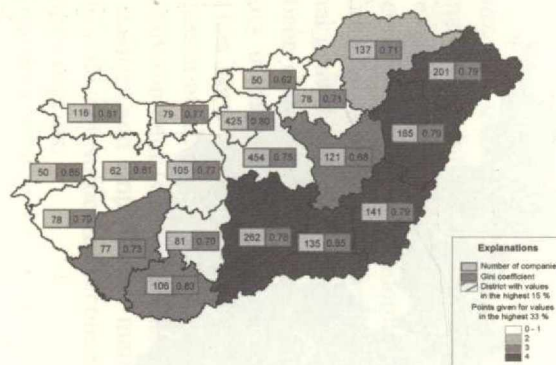 137 0.71
201 0.79
50 0.62
78 0.71
116 0.81
79 0.77
425 0.80
185 0.79
454 0.75
121 0.68
50 0.85
62 0.81
105 0.77
141 0.79
78 0.70
77 0.73
81 0.78
262 0.78
135 0.85
106 0.83
Explanations
Number of companie
Gini coefficient
District with values
in the highest 15 %
Points given for values
in the highest 33 %
0 - 1
2
3
4